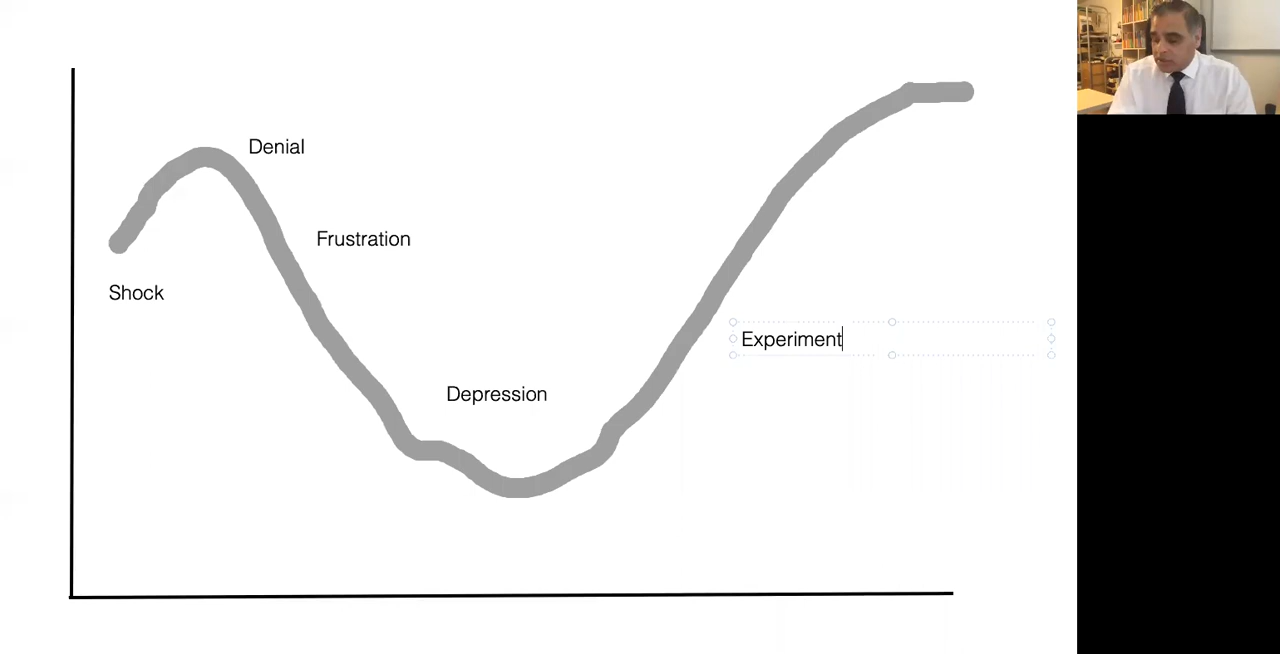 Denial
Frustration
Shock
Experiment
Depression